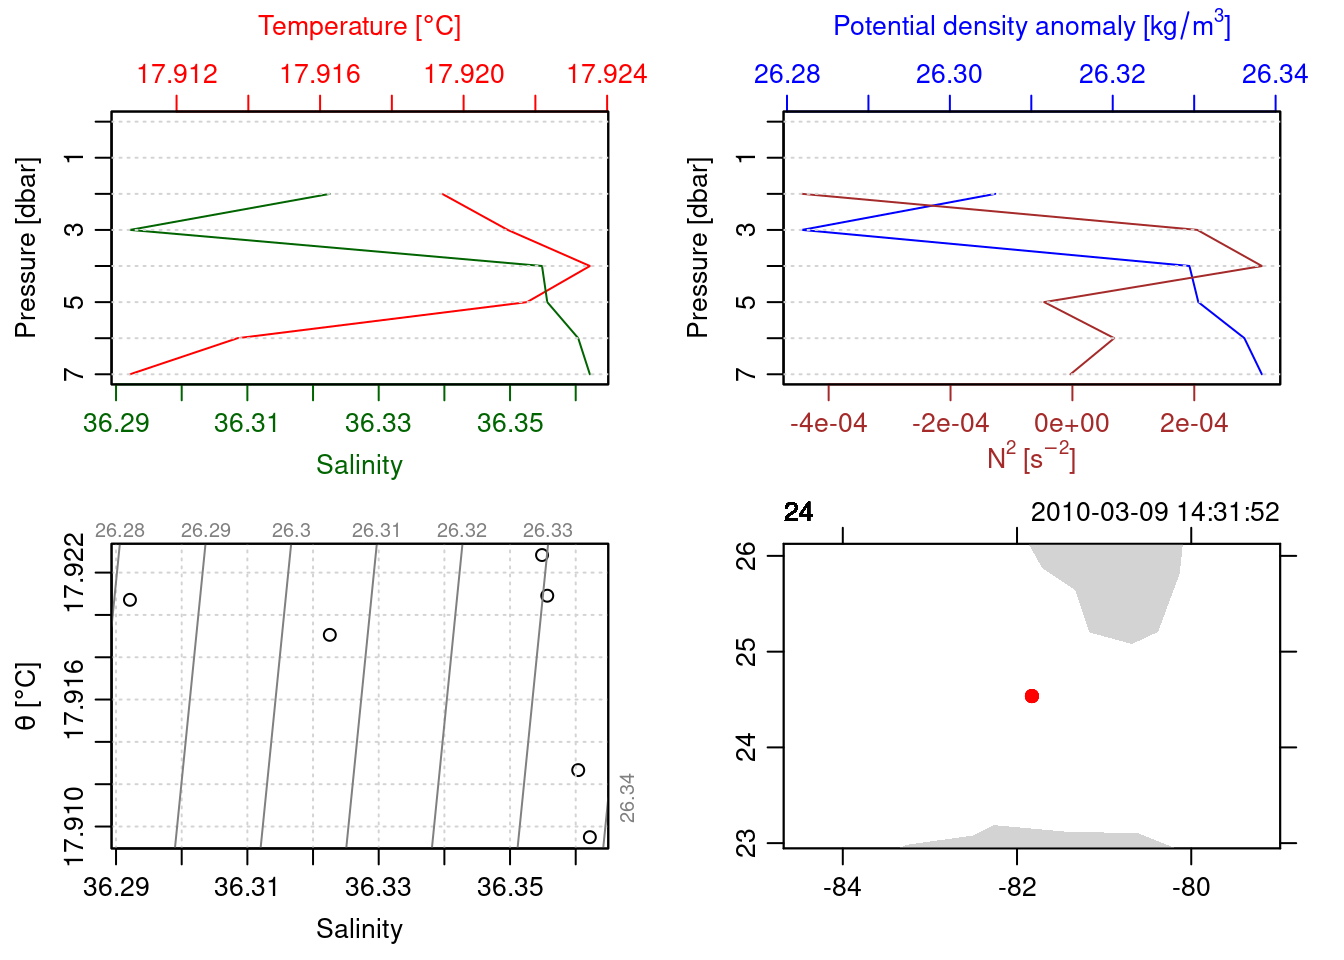 Temperature [°C]
17.912 17.916 17.920 17.924
Pressure [dbar]
1
3
5
7
36.29 36.31 36.33 36.35
Salinity
Potential density anomaly [kg/m³]
26.28 26.30 26.32 26.34
Pressure [dbar]
1
3
5
7
-4e-04 -2e-04 0e+00 2e-04
N² [s⁻²]
26.28 26.29 26.3 26.31 26.32 26.33
26.34
θ [°C]
17.922
17.916
17.910
36.29 36.31 36.33 36.35
Salinity
24 2010-03-09 14:31:52
26
25
24
23
-84 -82 -80